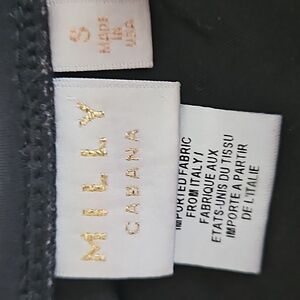 S
MADE
IN
USA
MILLY
CABANA
IMPORTED FABRIC
FROM ITALY /
FABRIQUE AUX
ETATS-UNIS DU TISSU
IMPORTE A PARTIR
DE L'ITALIE